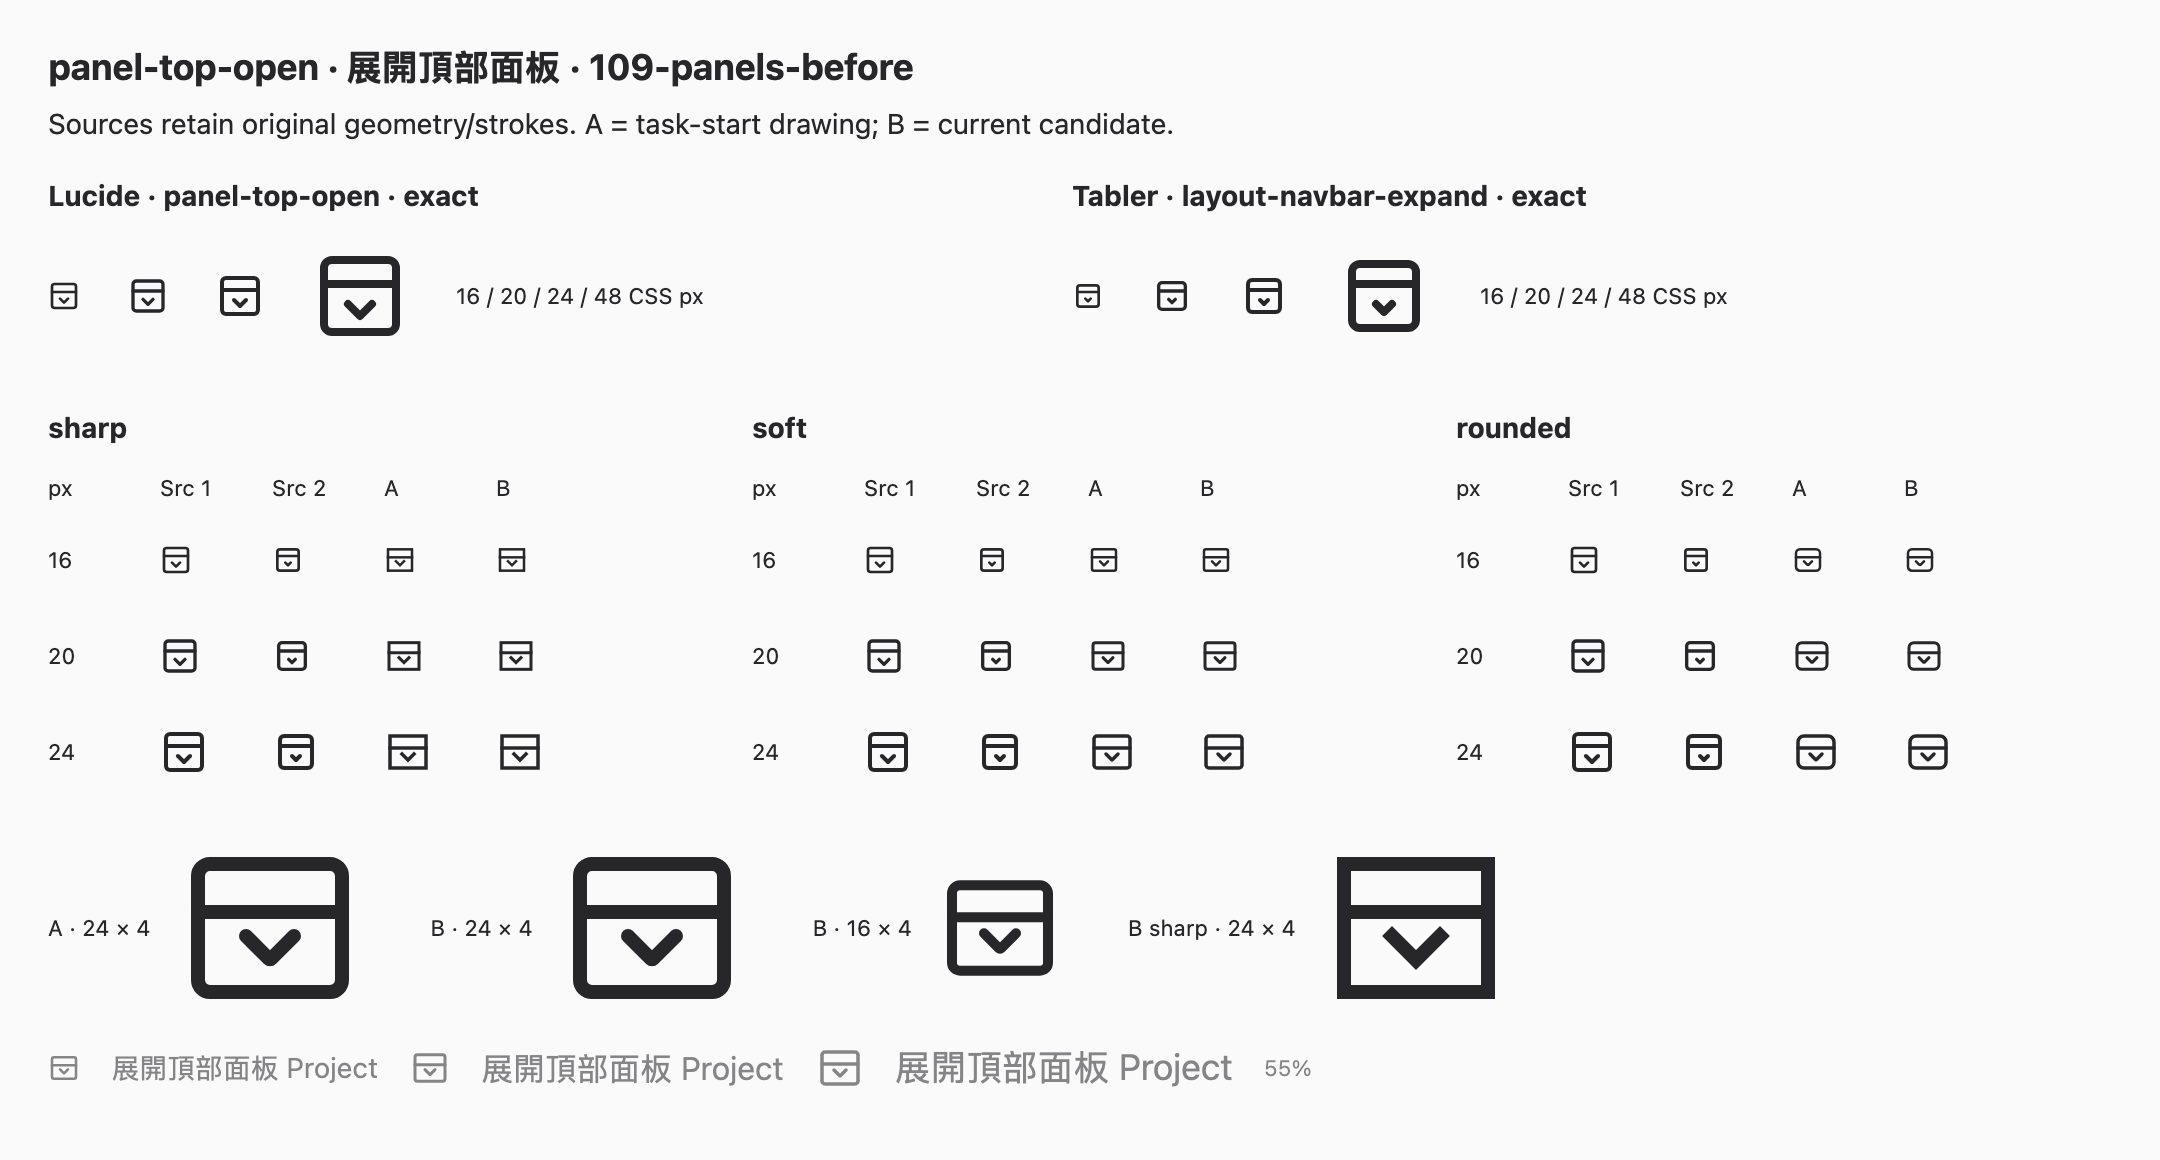 panel-top-open · 展開頂部面板 · 109-panels-before
Sources retain original geometry/strokes. A = task-start drawing; B = current candidate.
Lucide · panel-top-open · exact
16 / 20 / 24 / 48 CSS px
Tabler · layout-navbar-expand · exact
16 / 20 / 24 / 48 CSS px
sharp
px Src 1 Src 2 A B
16
20
24
soft
px Src 1 Src 2 A B
16
20
24
rounded
px Src 1 Src 2 A B
16
20
24
A · 24 × 4 B · 24 × 4 B · 16 × 4 B sharp · 24 × 4
展開頂部面板 Project 展開頂部面板 Project 展開頂部面板 Project 55%